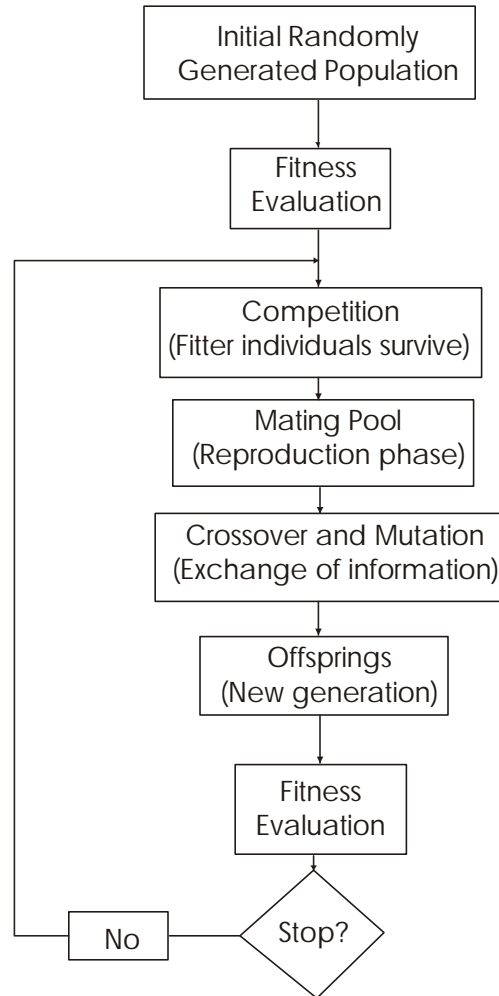 Initial Randomly
Generated Population
Fitness
Evaluation
Competition
(Fitter individuals survive)
Mating Pool
(Reproduction phase)
Crossover and Mutation
(Exchange of information)
Offsprings
(New generation)
Fitness
Evaluation
Stop?
No